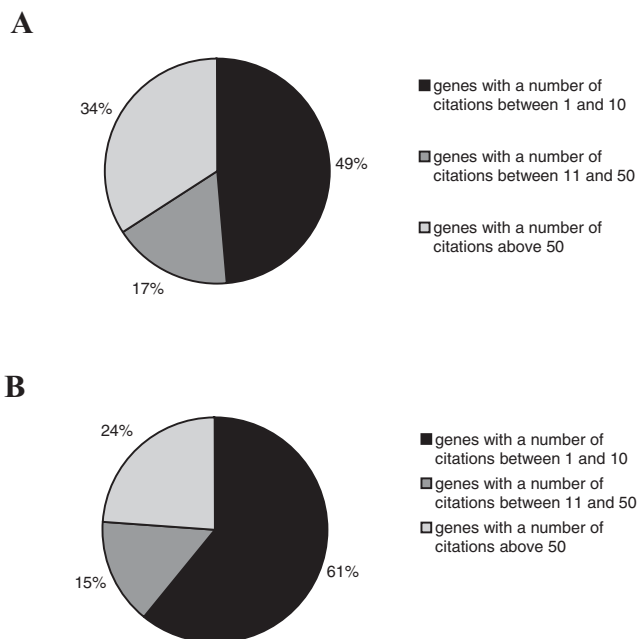 A
34%
49%
17%
genes with a number of
citations between 1 and 10
genes with a number of
citations between 11 and 50
genes with a number of
citations above 50
B
24%
61%
15%
genes with a number of
citations between 1 and 10
genes with a number of
citations between 11 and 50
genes with a number of
citations above 50